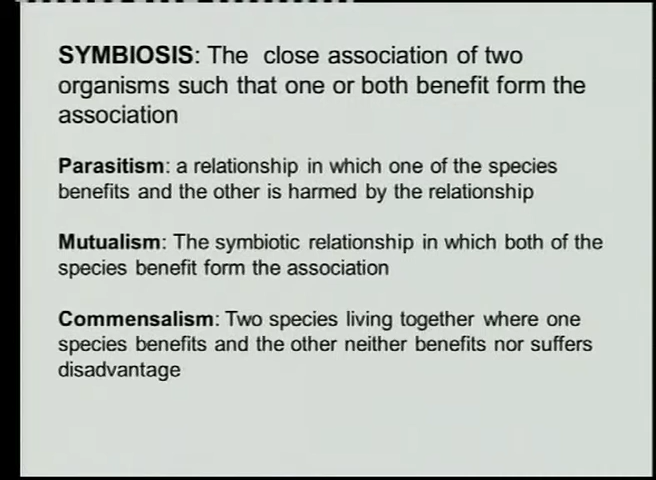 SYMBIOSIS: The close association of two
organisms such that one or both benefit form the
association
Parasitism: a relationship in which one of the species
benefits and the other is harmed by the relationship
Mutualism: The symbiotic relationship in which both of the
species benefit form the association
Commensalism: Two species living together where one
species benefits and the other neither benefits nor suffers
disadvantage